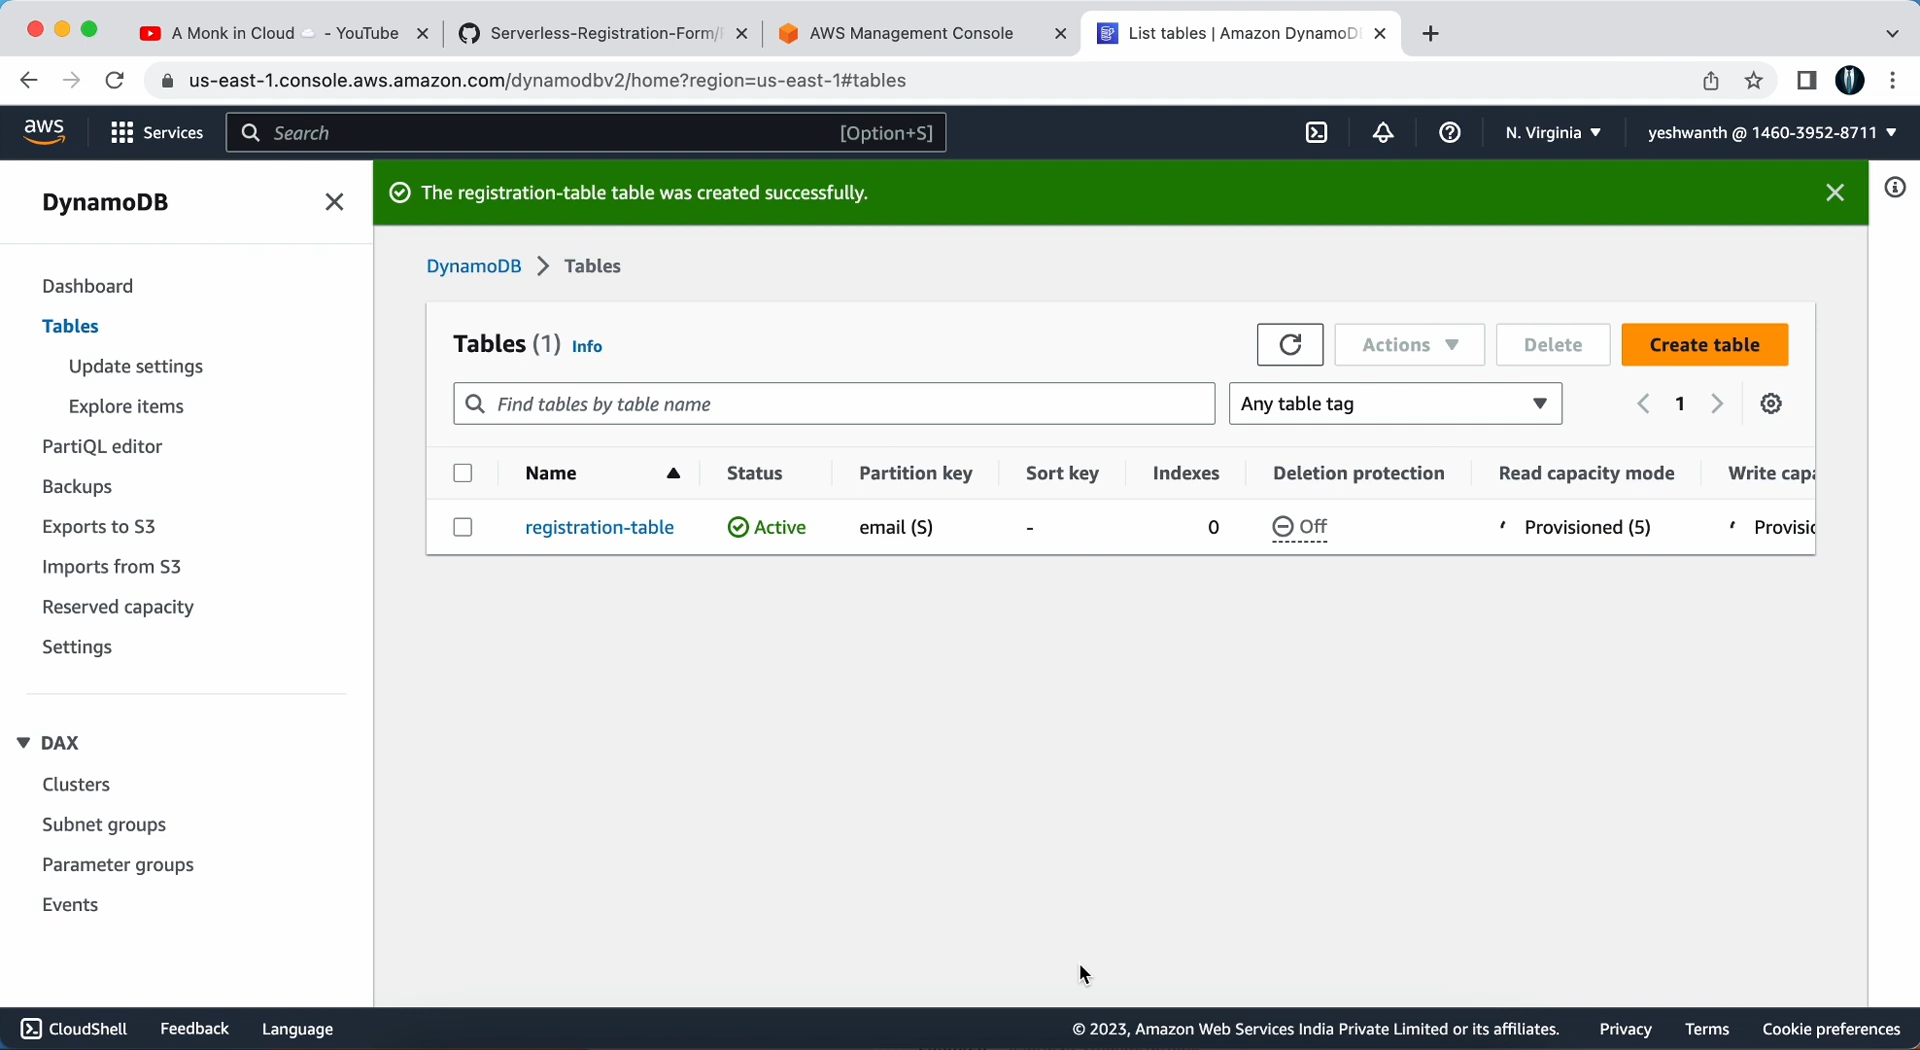 A Monk in Cloud - YouTube
Serverless-Registration-Form/
AWS Management Console
List tables | Amazon DynamoD
us-east-1.console.aws.amazon.com/dynamodbv2/home?region=us-east-1#tables
aws
Services
Search
[Option+S]
N. Virginia
yeshwanth @ 1460-3952-8711
DynamoDB
The registration-table table was created successfully.
Dashboard
Tables
Update settings
Explore items
PartiQL editor
Backups
Exports to S3
Imports from S3
Reserved capacity
Settings
DAX
Clusters
Subnet groups
Parameter groups
Events
DynamoDB > Tables
Tables (1) Info
Actions
Delete
Create table
Find tables by table name
Any table tag
1
Name Status Partition key Sort key Indexes Deletion protection Read capacity mode Write capa
registration-table Active email (S) - 0 Off Provisioned (5) Provisio
CloudShell
Feedback
Language
© 2023, Amazon Web Services India Private Limited or its affiliates.
Privacy
Terms
Cookie preferences